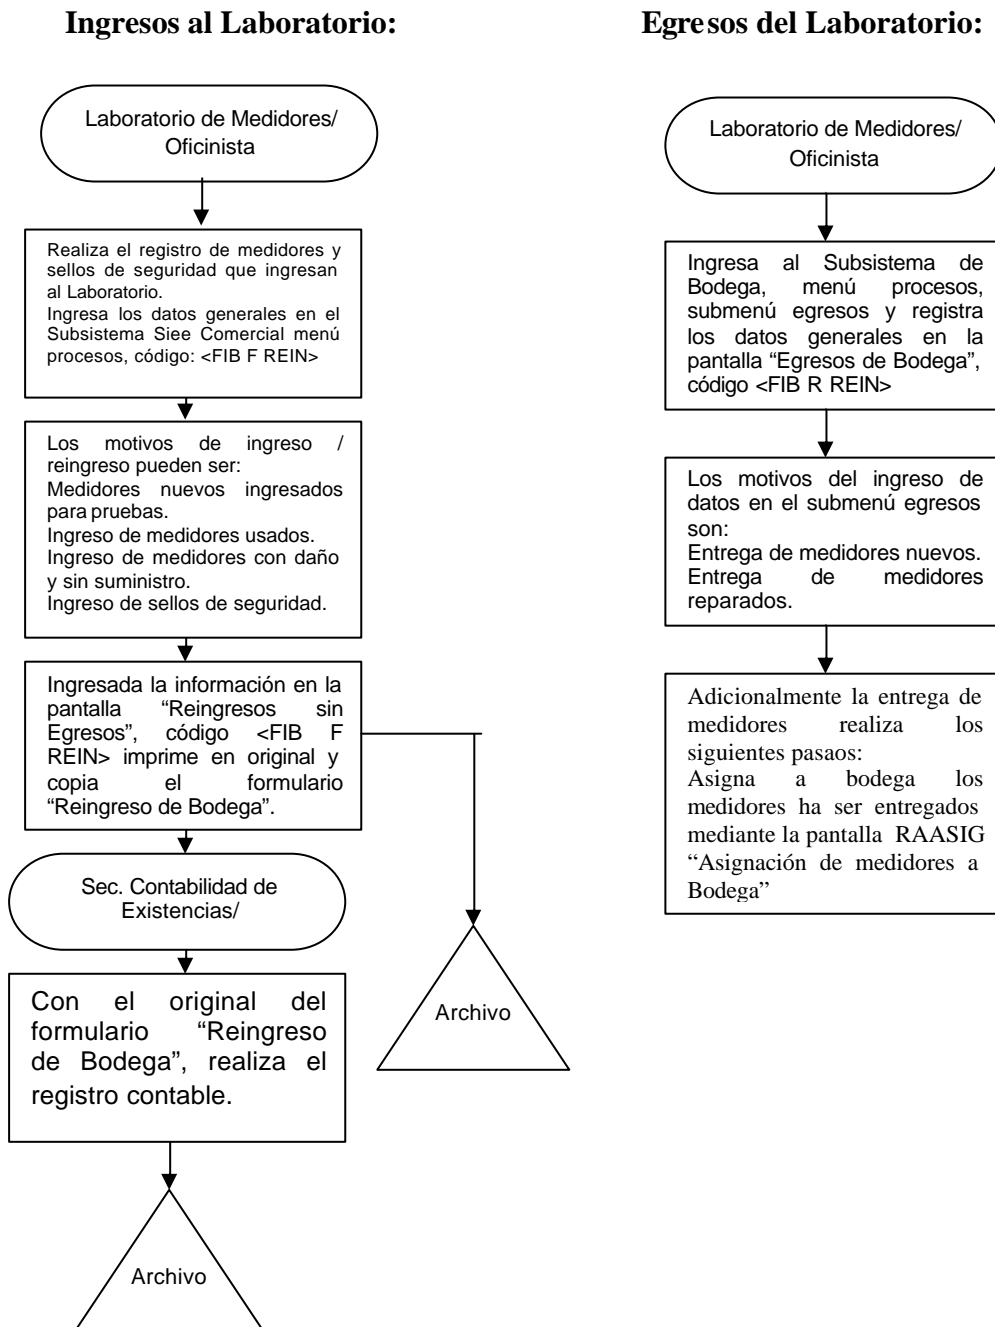 Ingresos al Laboratorio:
Laboratorio de Medidores/
Oficinista
Realiza el registro de medidores y
sellos de seguridad que ingresan
al Laboratorio.
Ingresa los datos generales en el
Subsistema Siee Comercial menú
procesos, código: <FIB F REIN>
Los motivos de ingreso /
reingreso pueden ser:
Medidores nuevos ingresados
para pruebas.
Ingreso de medidores usados.
Ingreso de medidores con daño
y sin suministro.
Ingreso de sellos de seguridad.
Ingresada la información en la
pantalla “Reingresos sin
Egresos”, código <FIB F
REIN> imprime en original y
copia el formulario
“Reingreso de Bodega”.
Sec. Contabilidad de
Existencias/
Con el original del
formulario “Reingreso
de Bodega”, realiza el
registro contable.
Archivo
Archivo
Egresos del Laboratorio:
Laboratorio de Medidores/
Oficinista
Ingresa al Subsistema de
Bodega, menú procesos,
submenú egresos y registra
los datos generales en la
pantalla “Egresos de Bodega”,
código <FIB R REIN>
Los motivos del ingreso de
datos en el submenú egresos
son:
Entrega de medidores nuevos.
Entrega de medidores
reparados.
Adicionalmente la entrega de
medidores realiza los
siguientes pasaos:
Asigna a bodega los
medidores ha ser entregados
mediante la pantalla RAASIG
“Asignación de medidores a
Bodega”